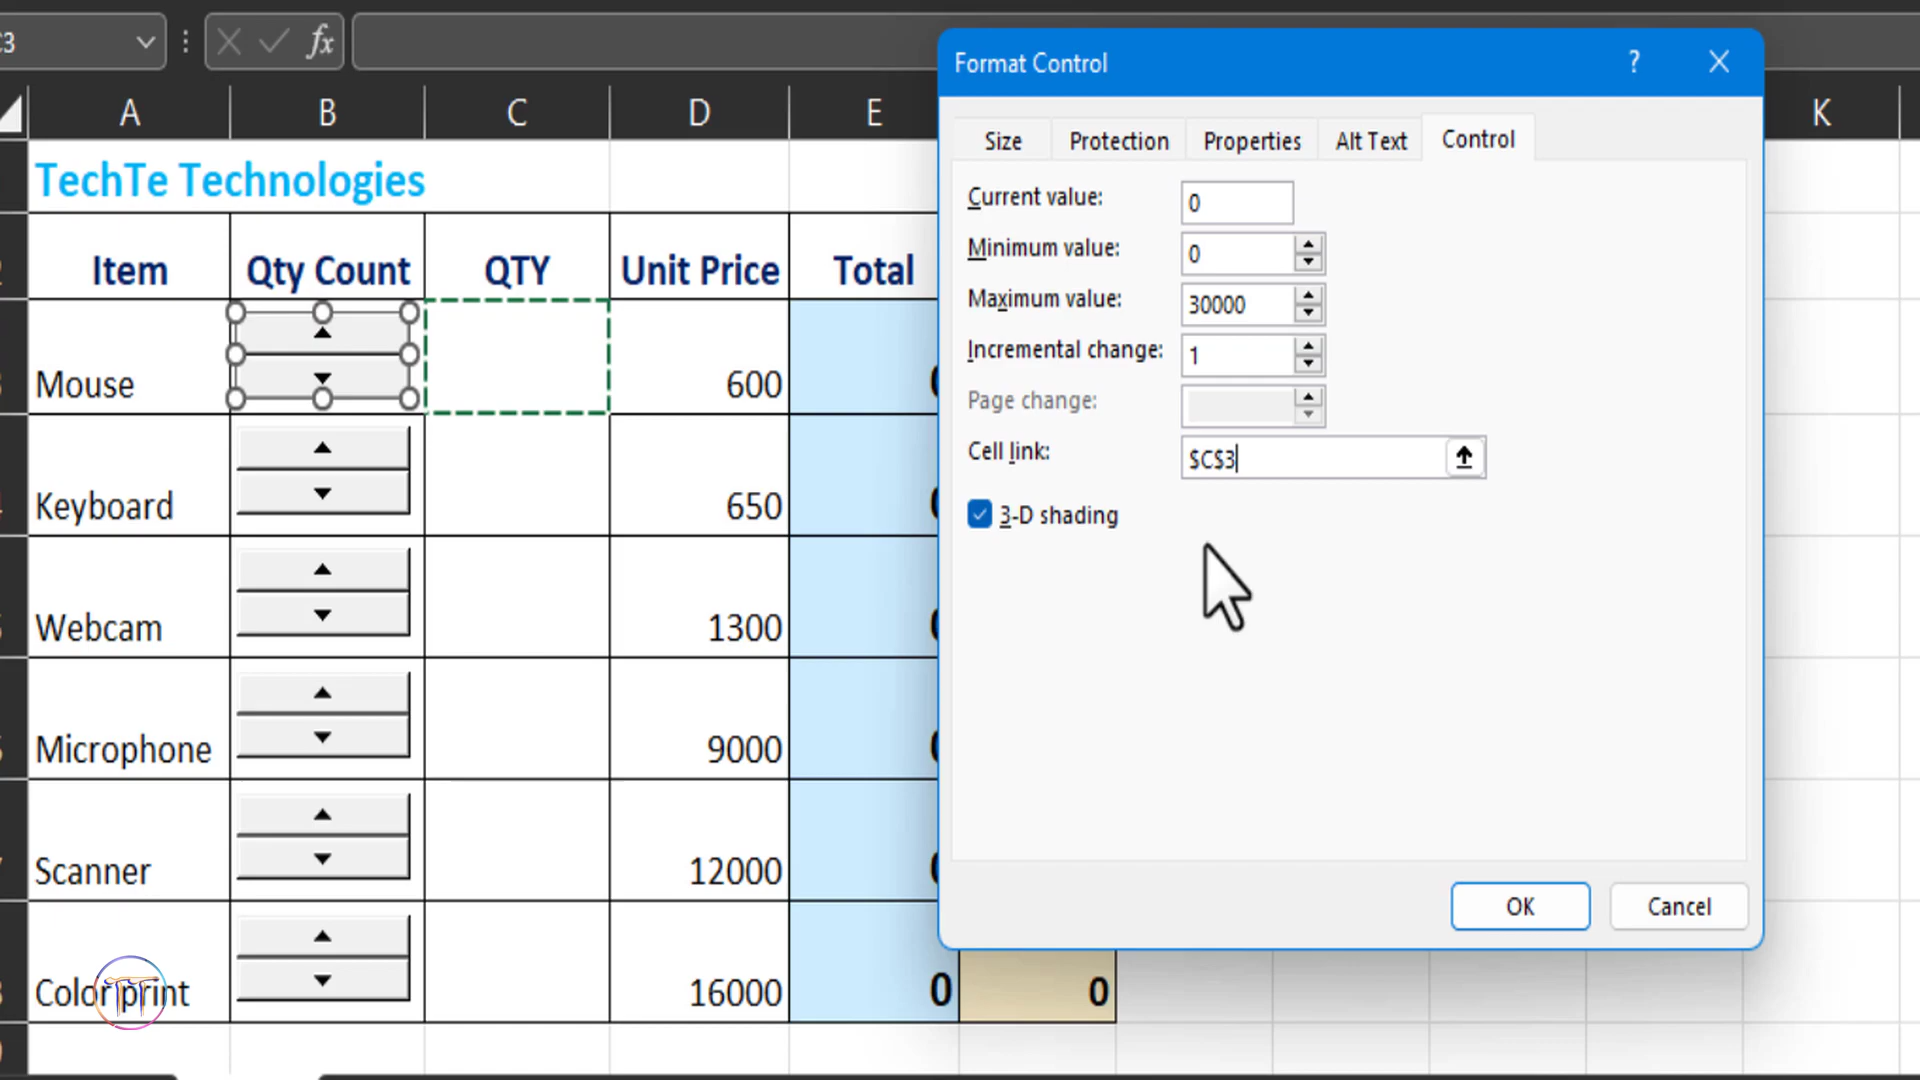 C3
fx
A B C D E K
TechTe Technologies
Item Qty Count QTY Unit Price Total
Mouse 600
Keyboard 650
Webcam 1300
Microphone 9000
Scanner 12000
Color print 16000 0 0
Format Control ?
Size Protection Properties Alt Text Control
Current value: 0
Minimum value: 0
Maximum value: 30000
Incremental change: 1
Page change:
Cell link: $C$3
3-D shading
OK Cancel